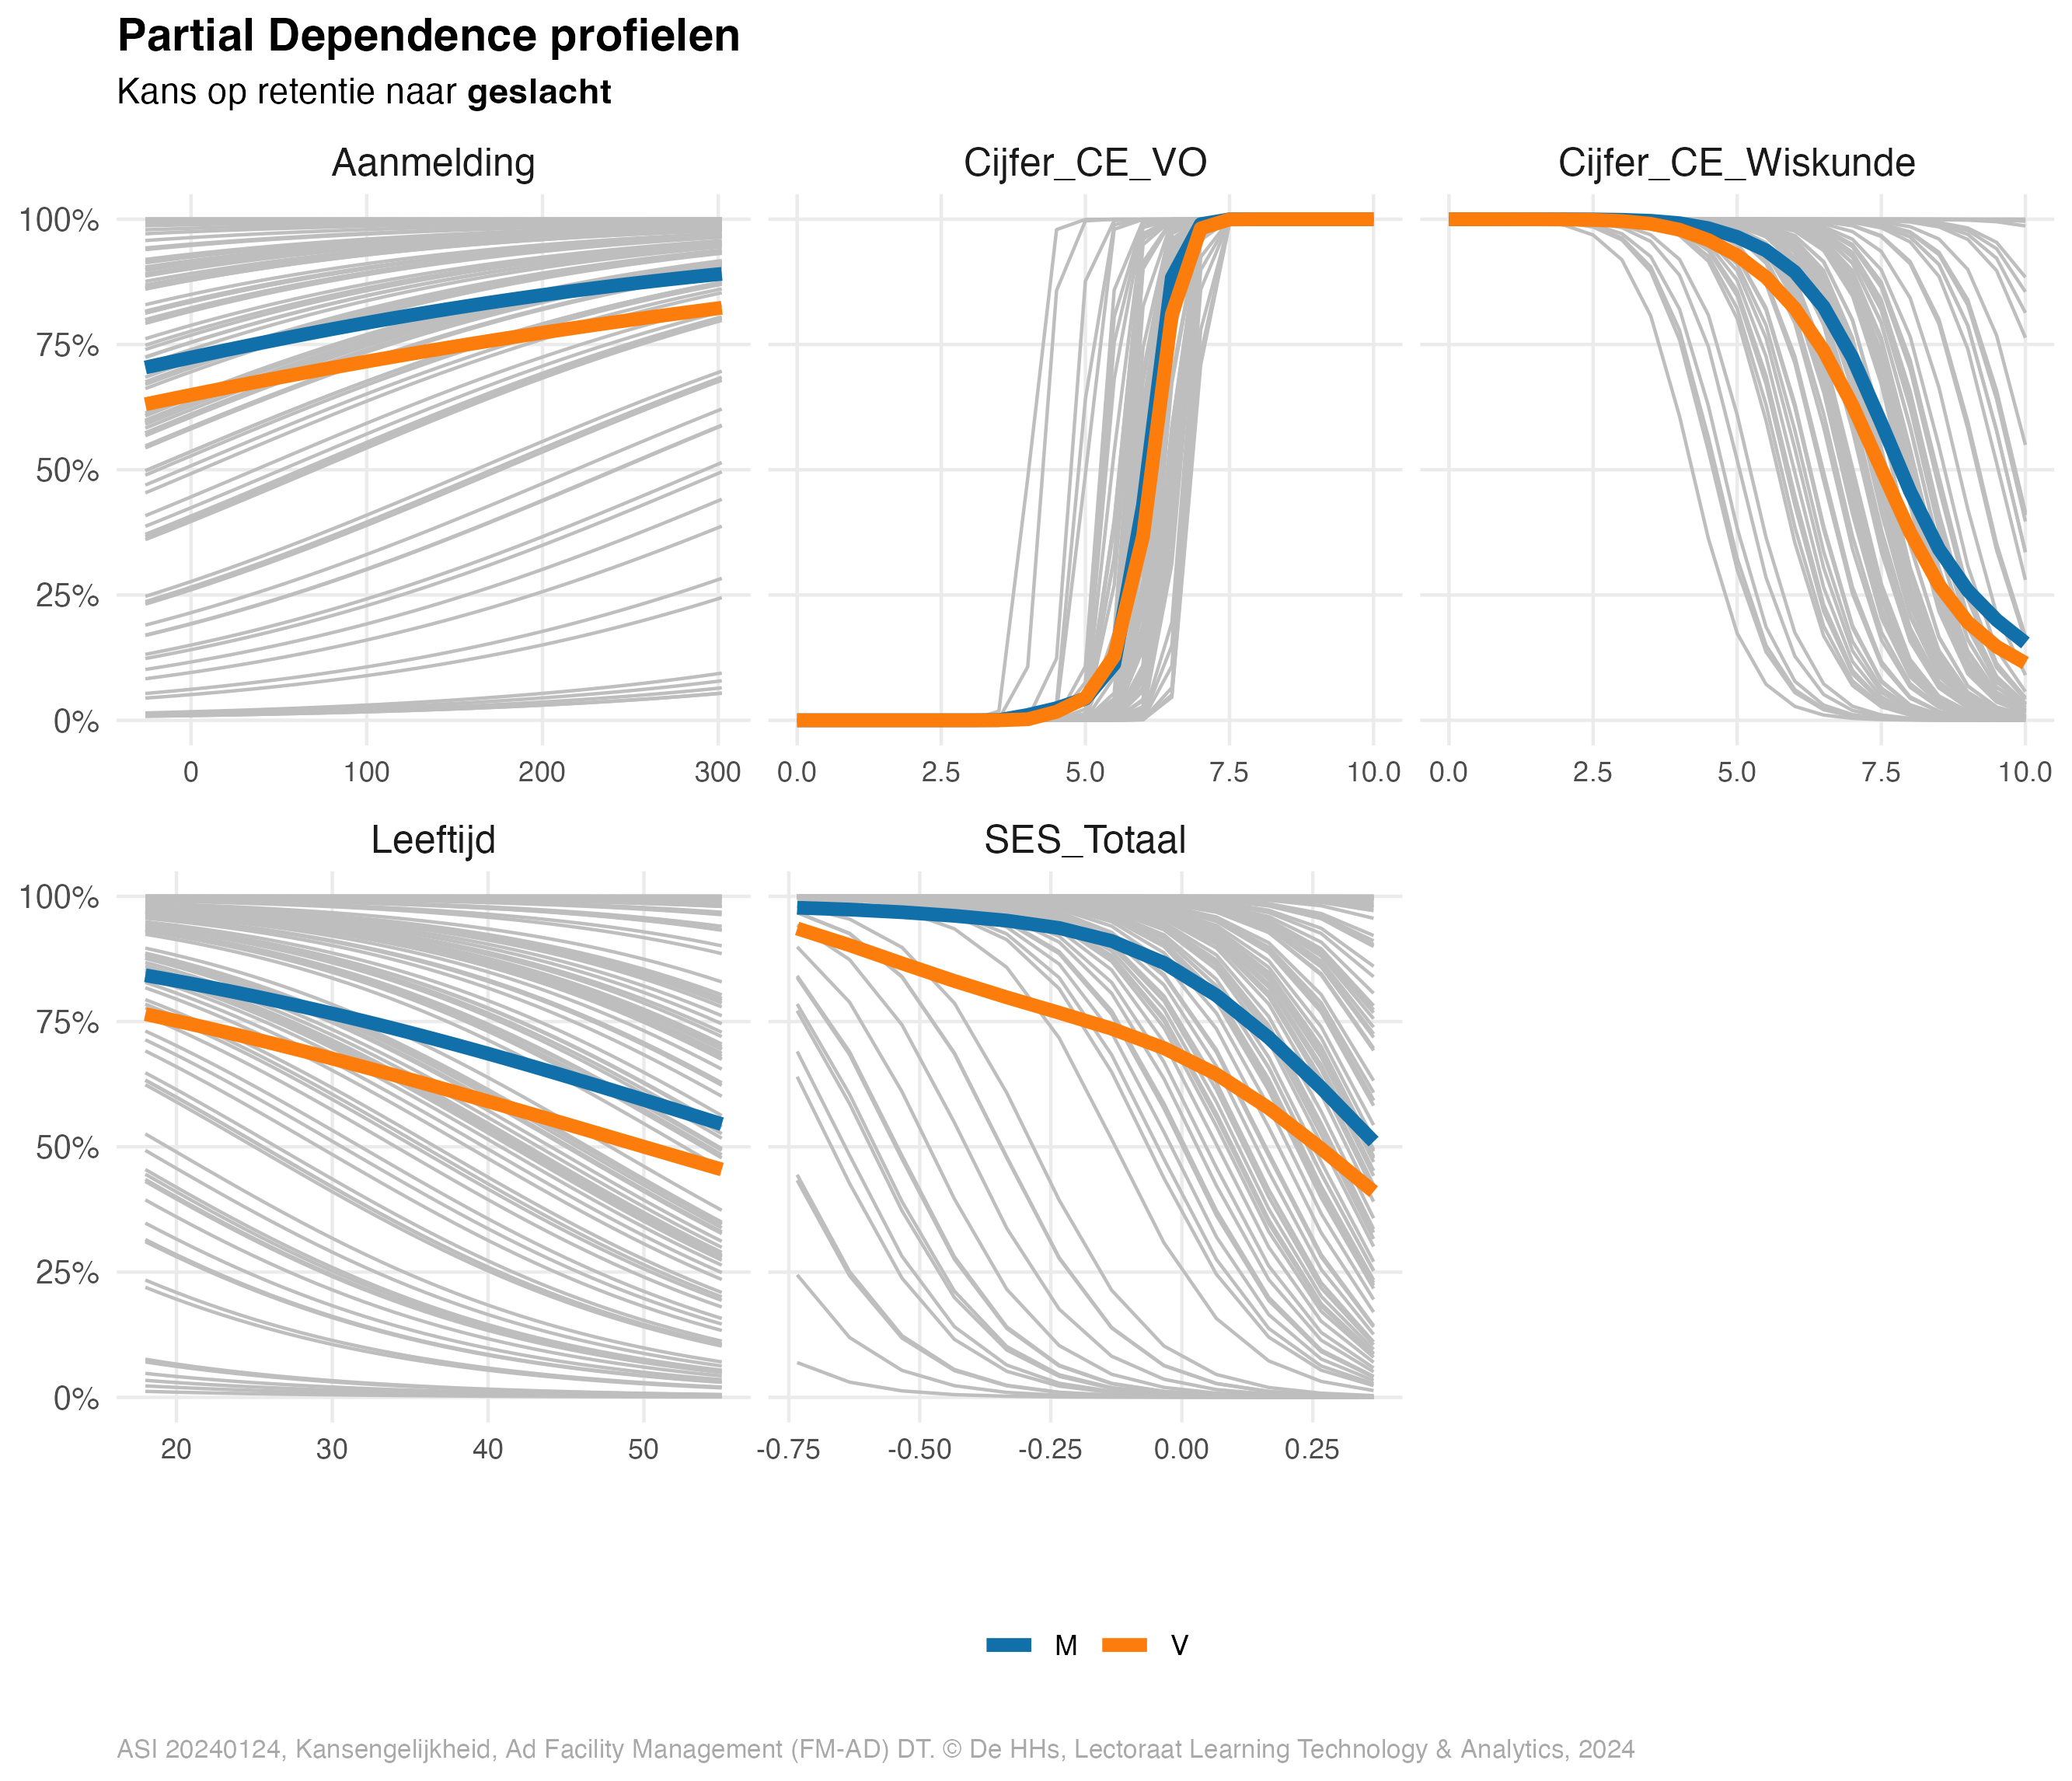 Partial Dependence profielen
Kans op retentie naar geslacht
Aanmelding
Cijfer_CE_VO
Cijfer_CE_Wiskunde
100%
75%
50%
25%
0%
0 100 200 300
0.0 2.5 5.0 7.5 10.0
0.0 2.5 5.0 7.5 10.0
Leeftijd
SES_Totaal
100%
75%
50%
25%
0%
20 30 40 50
-0.75 -0.50 -0.25 0.00 0.25
M V
ASI 20240124, Kansengelijkheid, Ad Facility Management (FM-AD) DT. © De HHs, Lectoraat Learning Technology & Analytics, 2024